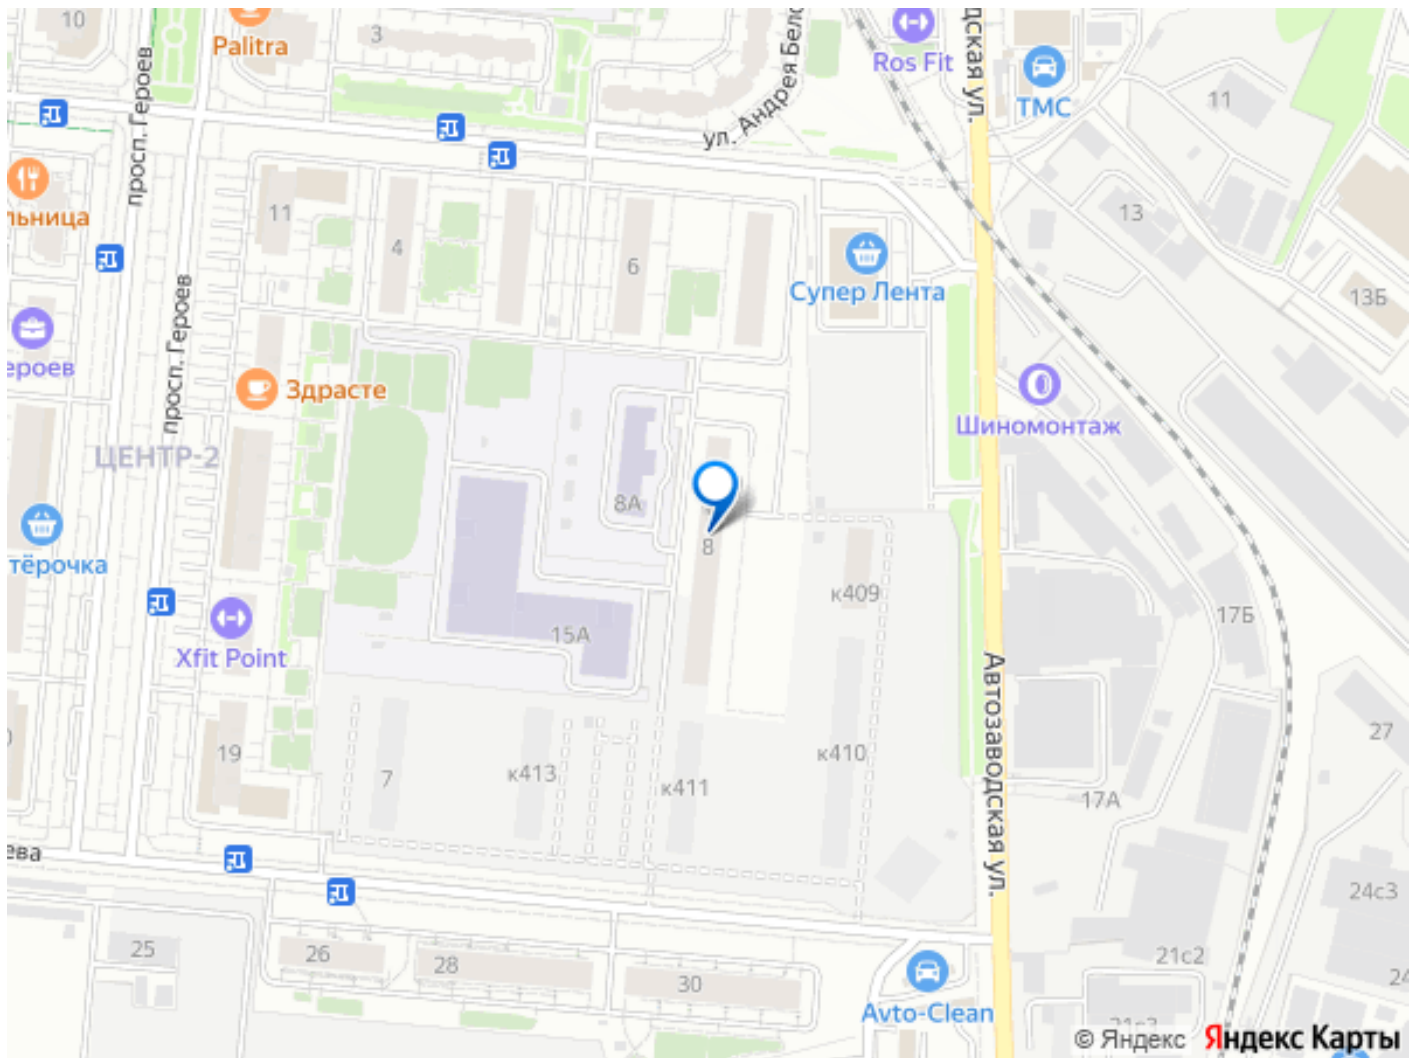 10
Palitra
3
просп. Героев
ул. Андрея Бело
Ros Fit
дская ул.
ТМС
11
льница
11
4
6
Супер Лента
13
13Б
ероев
просп. Героев
Здрасте
Шиномонтаж
ЦЕНТР-2
8А
8
тёрочка
к409
17Б
15А
Xfit Point
Автозаводская ул.
19
7
к413
к411
к410
27
17А
ева
24с3
25
26
28
30
21с2
24
Avto-Clean
© Яндекс Яндекс Карты